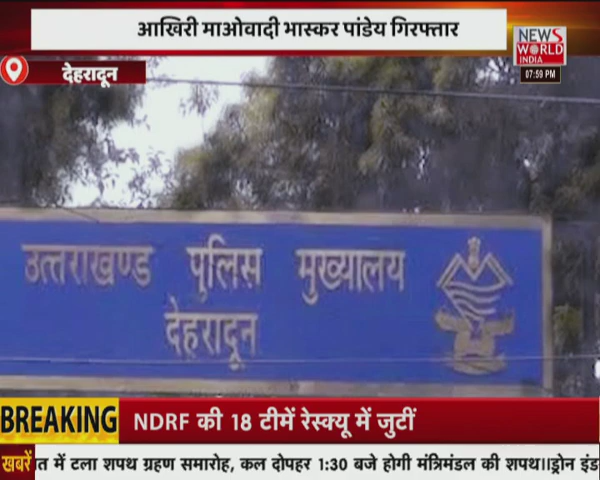 आखिरी माओवादी भास्कर पांडेय गिरफ्तार
NEWS
WORLD
INDIA
07:59 PM
देहरादून
उत्तराखण्ड पुलिस मुख्यालय
देहरादून
BREAKING
NDRF की 18 टीमें रेस्क्यू में जुटीं
खबरें
त में टला शपथ ग्रहण समारोह, कल दोपहर 1:30 बजे होगी मंत्रिमंडल की शपथ।।ड्रोन इंड